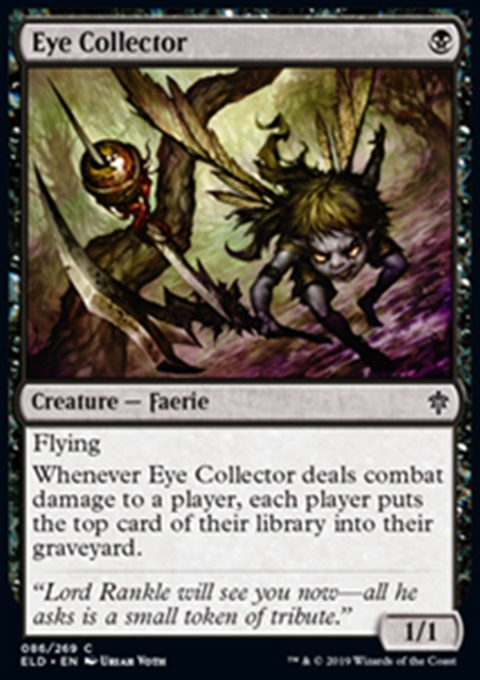 Eye Collector
Creature — Faerie
Flying
Whenever Eye Collector deals combat
damage to a player, each player puts
the top card of their library into their
graveyard.
“Lord Rankle will see you now—all he
asks is a small token of tribute.”
1/1
086/269 C
ELD • EN Uriah Voth
™ & © 2019 Wizards of the Coast